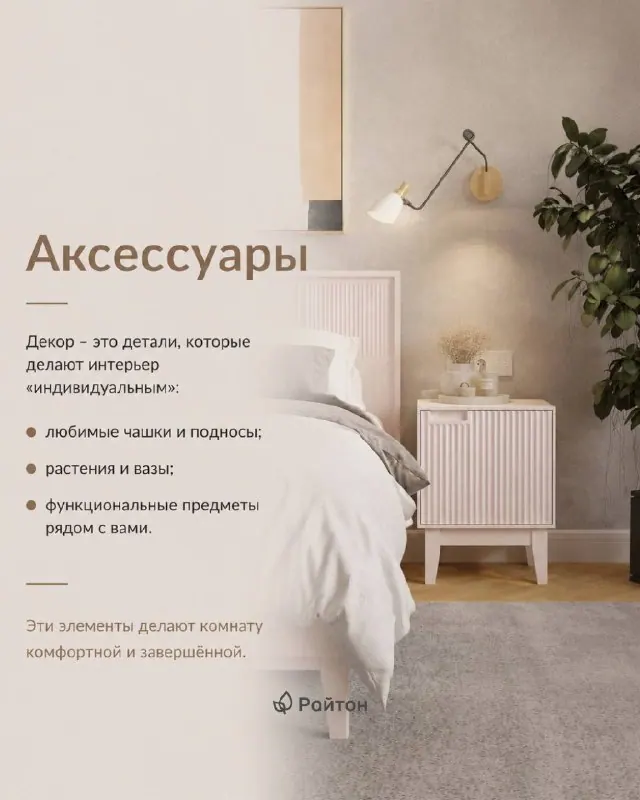 Аксессуары
Декор – это детали, которые
делают интерьер
«индивидуальным»:
любимые чашки и подносы;
растения и вазы;
функциональные предметы
рядом с вами.
Эти элементы делают комнату
комфортной и завершённой.
Райтон